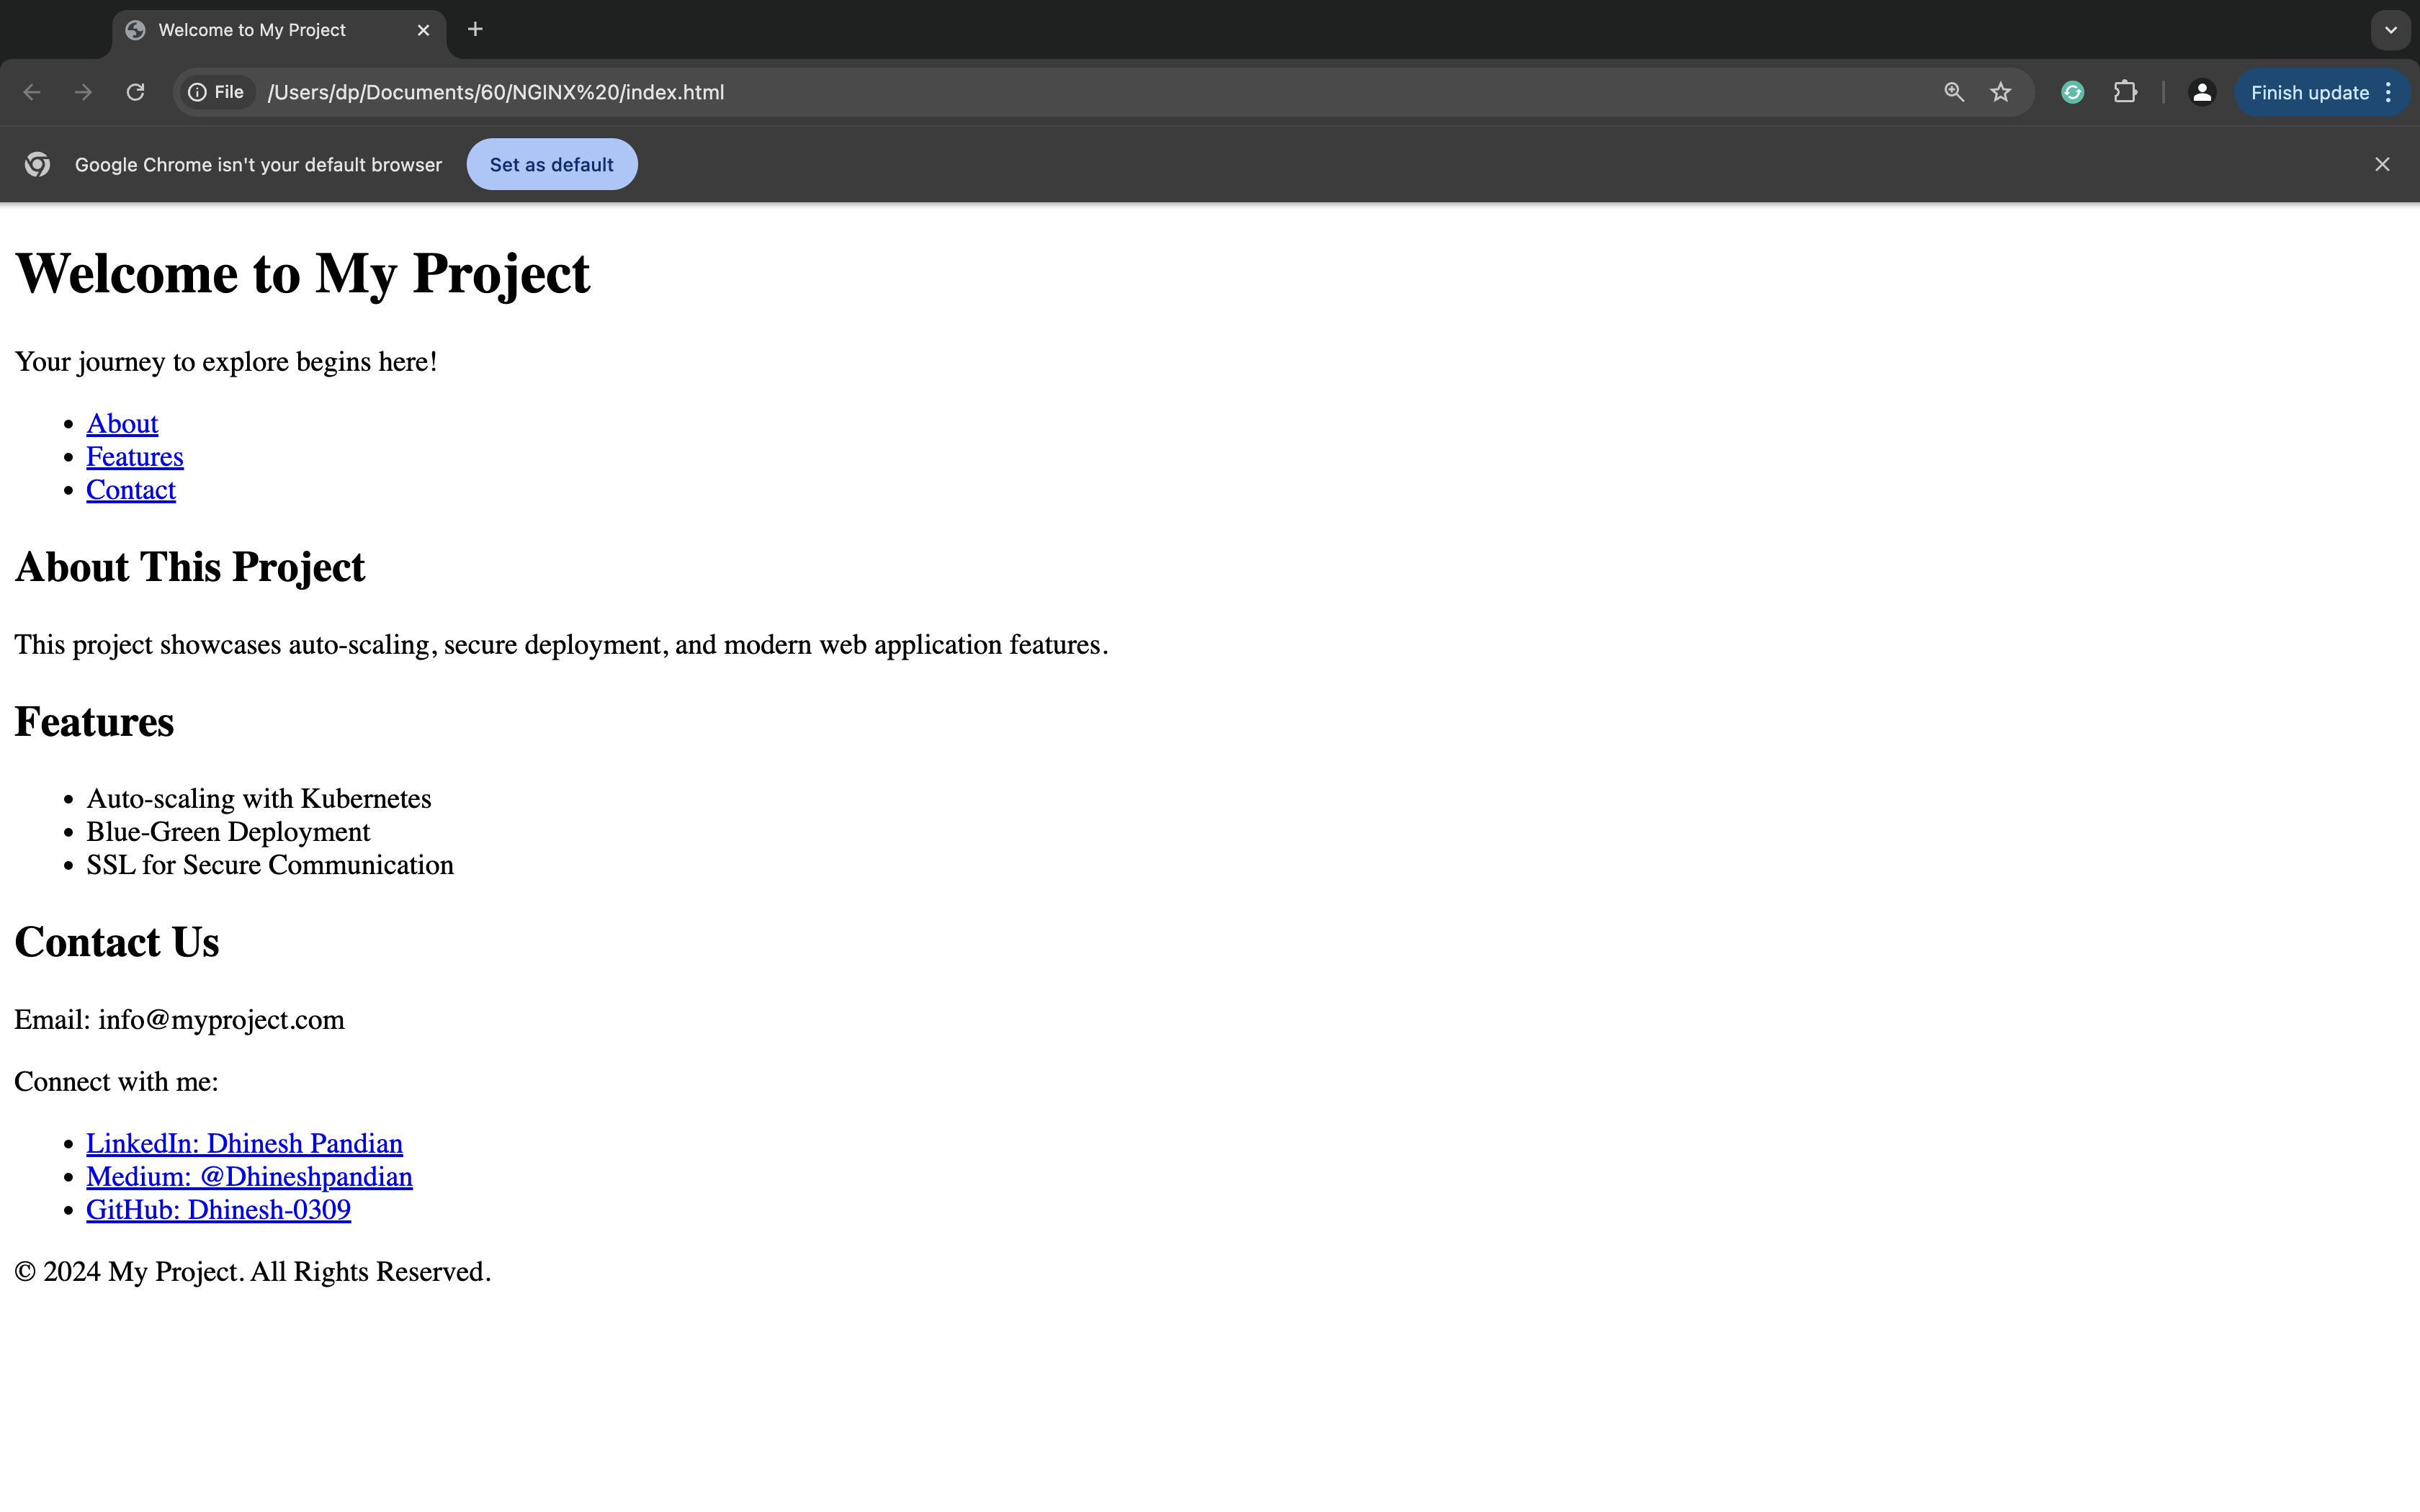 Welcome to My Project
File /Users/dp/Documents/60/NGINX%20/index.html
Finish update
Google Chrome isn't your default browser
Set as default
Welcome to My Project
Your journey to explore begins here!
About
Features
Contact
About This Project
This project showcases auto-scaling, secure deployment, and modern web application features.
Features
Auto-scaling with Kubernetes
Blue-Green Deployment
SSL for Secure Communication
Contact Us
Email: info@myproject.com
Connect with me:
LinkedIn: Dhinesh Pandian
Medium: @Dhineshpandian
GitHub: Dhinesh-0309
© 2024 My Project. All Rights Reserved.